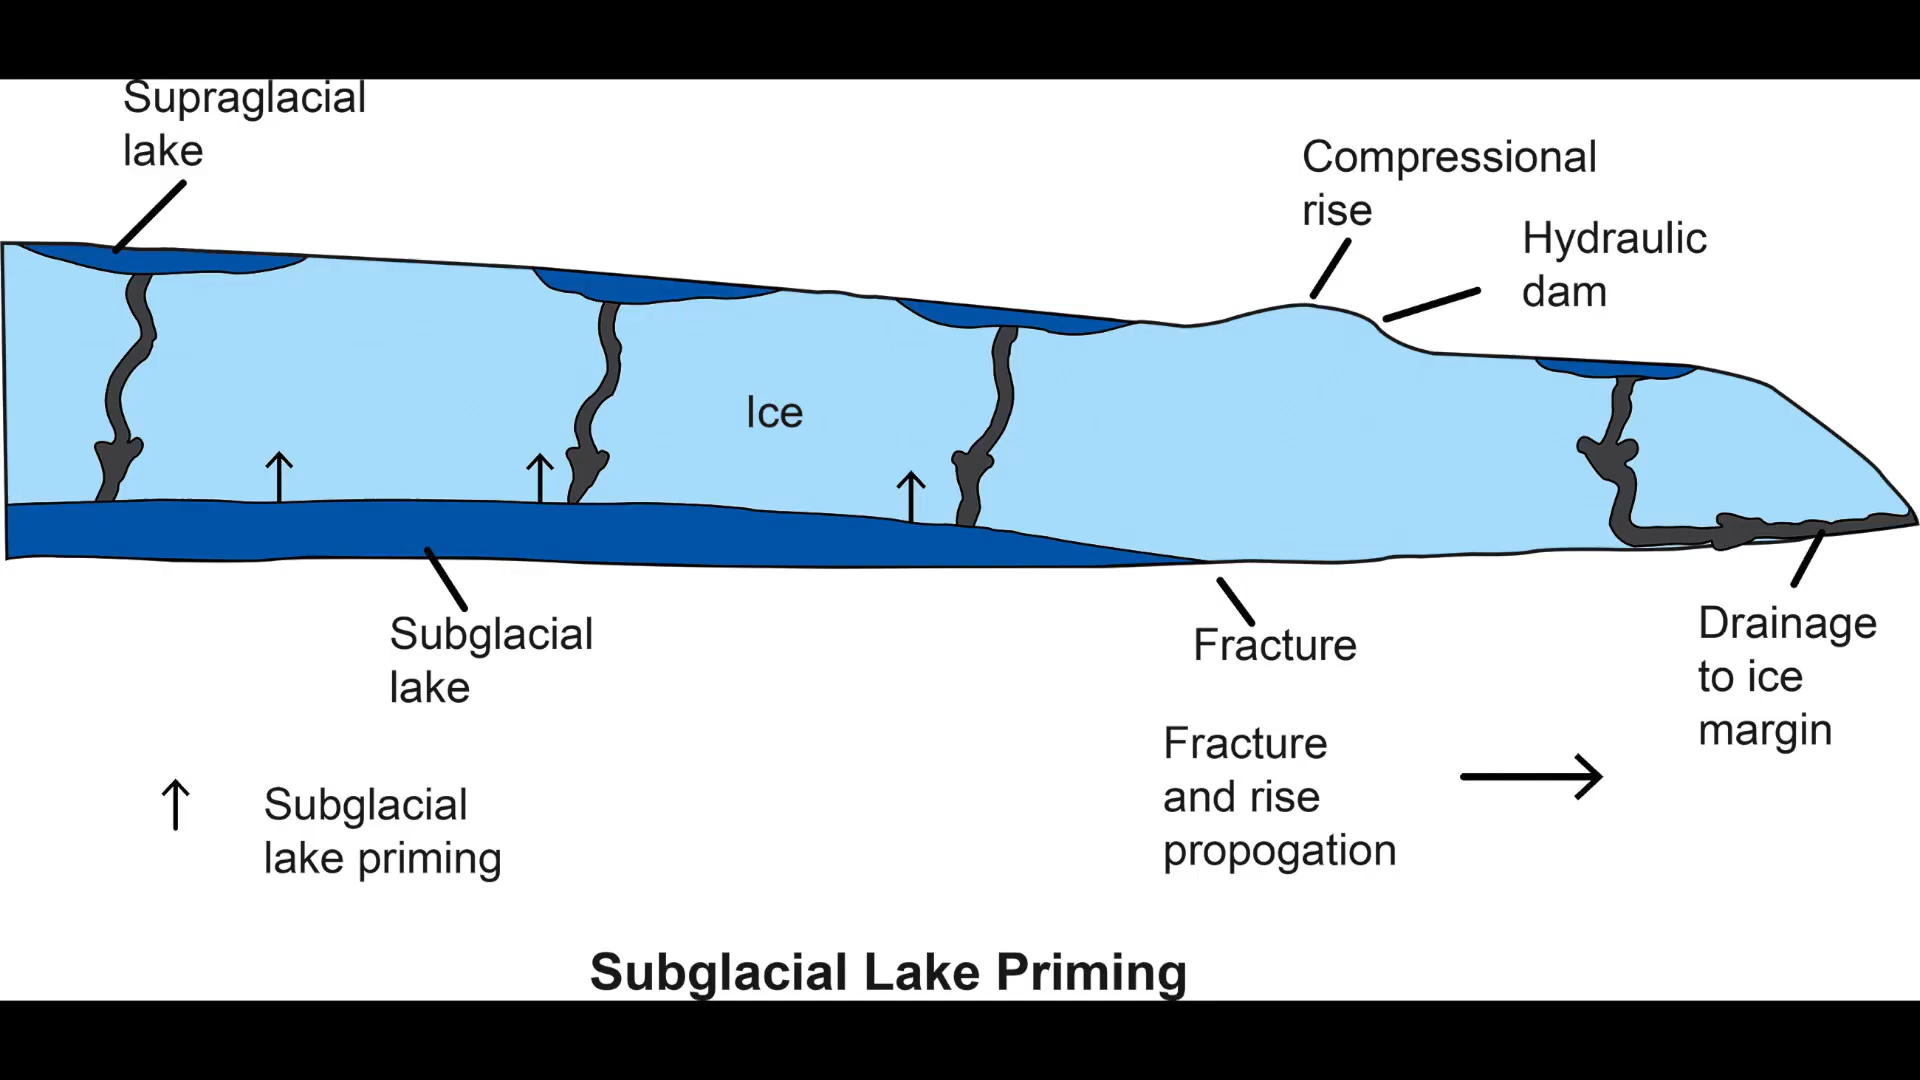 Supraglacial
lake
Compressional
rise
Hydraulic
dam
Ice
Subglacial
lake
Fracture
Drainage
to ice
margin
Fracture
and rise
propogation
Subglacial
lake priming
Subglacial Lake Priming